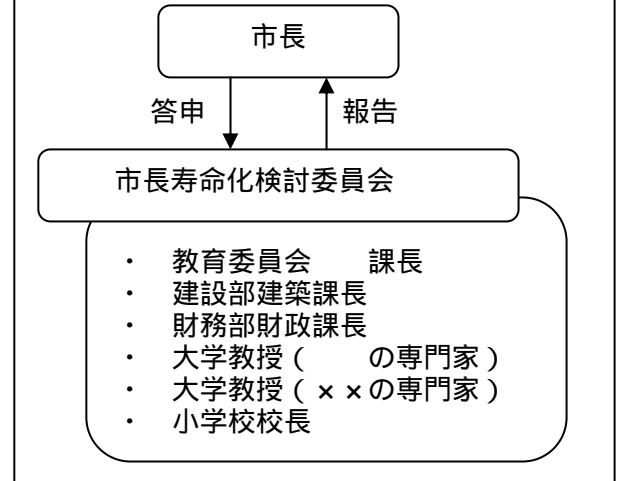 市長
答申 報告
市長寿命化検討委員会
・ 教育委員会　　課長
・ 建設部建築課長
・ 財務部財政課長
・ 大学教授（　　の専門家）
・ 大学教授（××の専門家）
・ 小学校校長